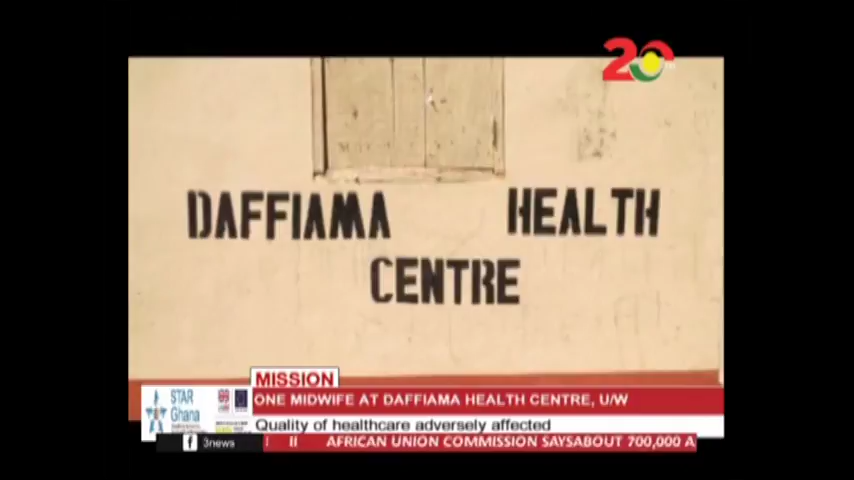 20
DAFFIAMA HEALTH
CENTRE
MISSION
STAR
Ghana
ONE MIDWIFE AT DAFFIAMA HEALTH CENTRE, U/W
Quality of healthcare adversely affected
f 3news
AFRICAN UNION COMMISSION SAYSABOUT 700,000 A